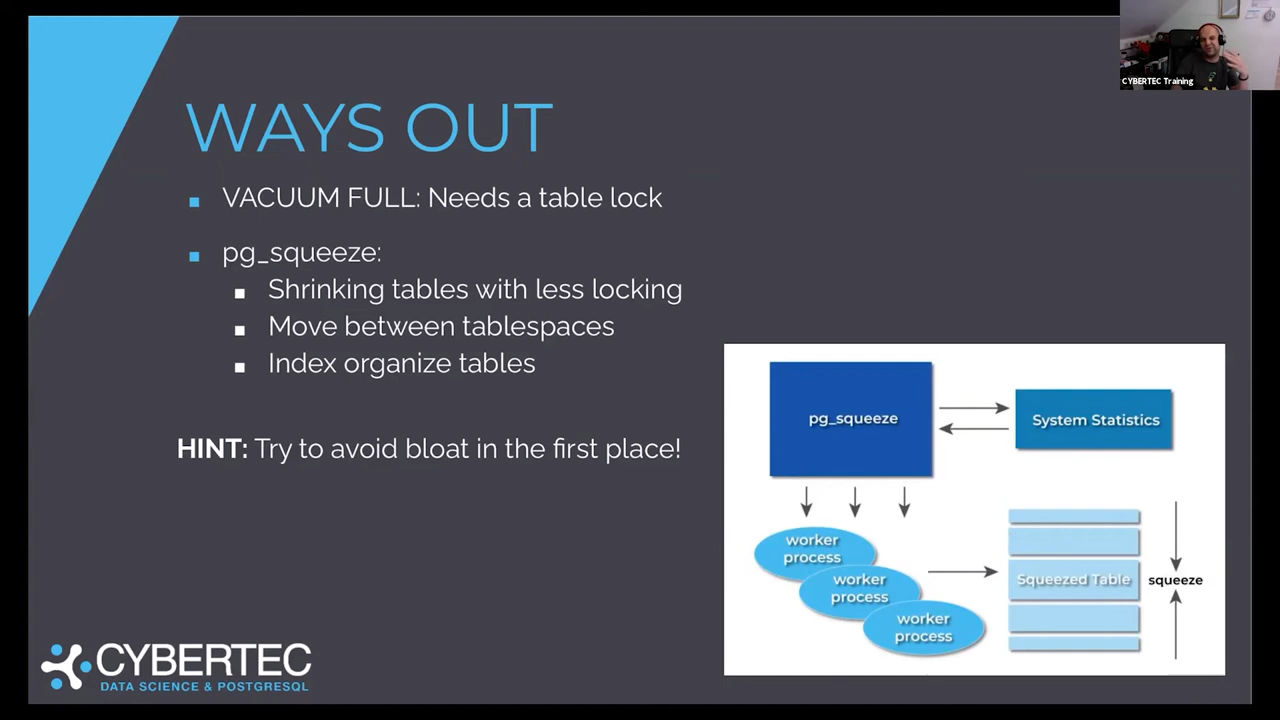 CYBERTEC Training
WAYS OUT
VACUUM FULL: Needs a table lock
pg_squeeze:
Shrinking tables with less locking
Move between tablespaces
Index organize tables
HINT: Try to avoid bloat in the first place!
pg_squeeze
System Statistics
worker
process
worker
process
worker
process
Squeezed Table
squeeze
CYBERTEC
DATA SCIENCE & POSTGRESQL